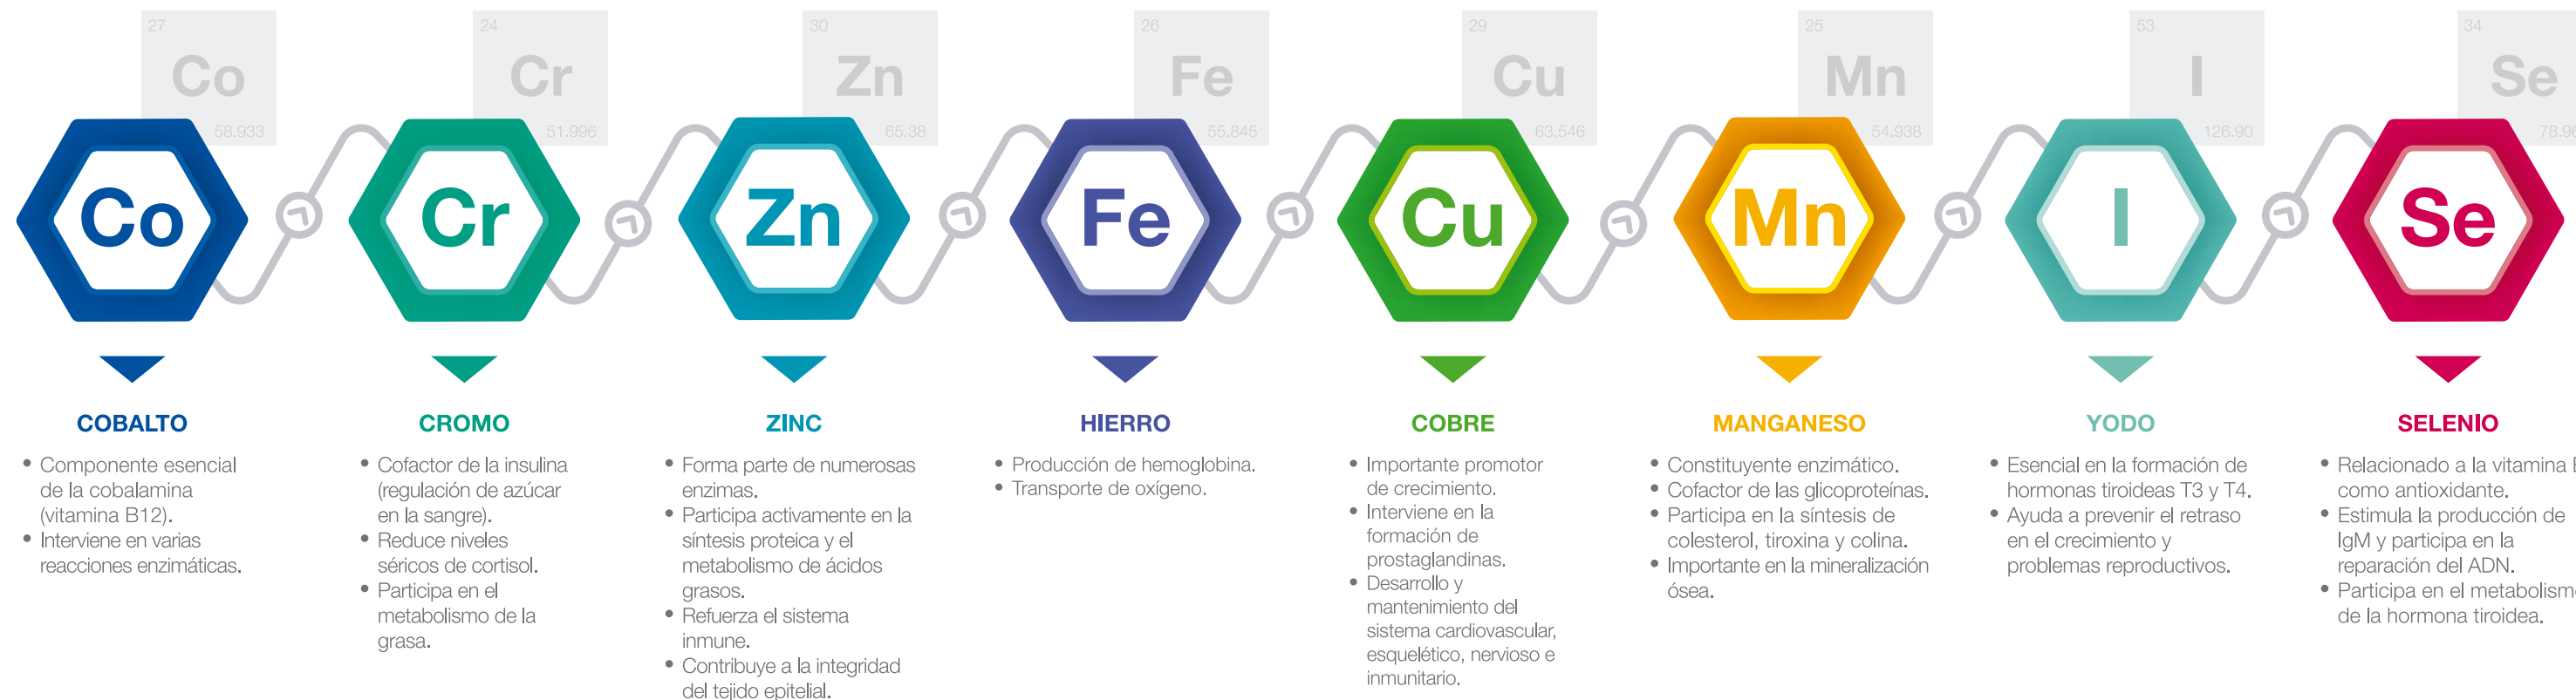 27
Co
58.933
24
Cr
51.996
30
Zn
65.38
26
Fe
55.845
29
Cu
63.546
25
Mn
54.938
53
I
126.90
34
Se
78.96
Co
Cr
Zn
Fe
Cu
Mn
I
Se
COBALTO
• Componente esencial
de la cobalamina
(vitamina B12).
• Interviene en varias
reacciones enzimáticas.
CROMO
• Cofactor de la insulina
(regulación de azúcar
en la sangre).
• Reduce niveles
séricos de cortisol.
• Participa en el
metabolismo de la
grasa.
ZINC
• Forma parte de numerosas
enzimas.
• Participa activamente en la
síntesis proteica y el
metabolismo de ácidos
grasos.
• Refuerza el sistema
inmune.
• Contribuye a la integridad
del tejido epitelial.
HIERRO
• Producción de hemoglobina.
• Transporte de oxígeno.
COBRE
• Importante promotor
de crecimiento.
• Interviene en la
formación de
prostaglandinas.
• Desarrollo y
mantenimiento del
sistema cardiovascular,
esquelético, nervioso e
inmunitario.
MANGANESO
• Constituyente enzimático.
• Cofactor de las glicoproteínas.
• Participa en la síntesis de
colesterol, tiroxina y colina.
• Importante en la mineralización
ósea.
YODO
• Esencial en la formación de
hormonas tiroideas T3 y T4.
• Ayuda a prevenir el retraso
en el crecimiento y
problemas reproductivos.
SELENIO
• Relacionado a la vitamina
como antioxidante.
• Estimula la producción de
IgM y participa en la
reparación del ADN.
• Participa en el metabolismo
de la hormona tiroidea.